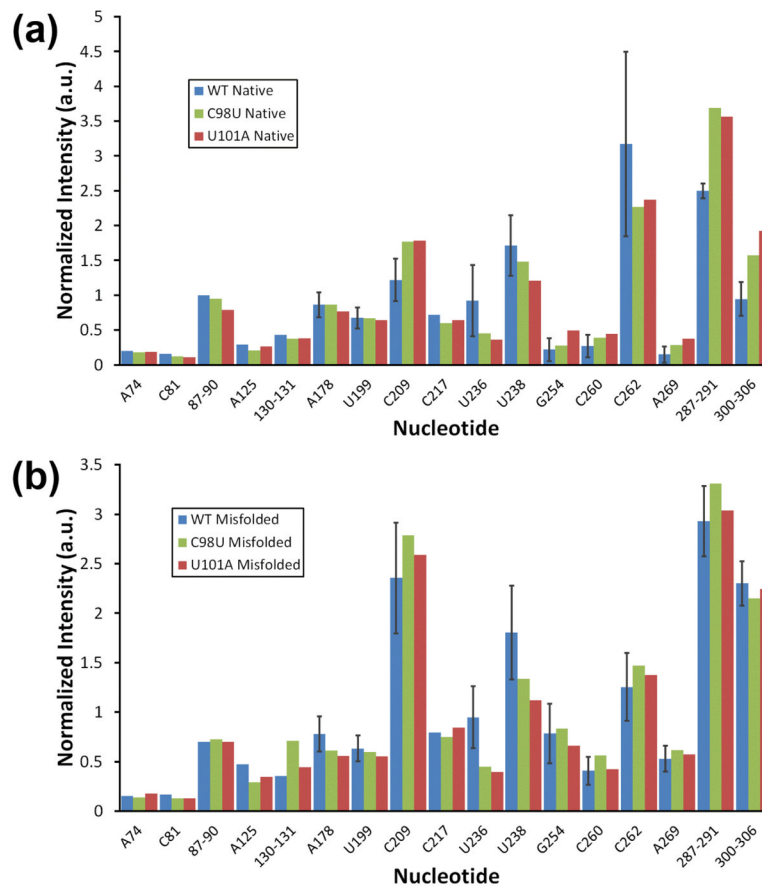 (a)
Normalized Intensity (a.u.)
5
4.5
4
3.5
3
2.5
2
1.5
1
0.5
0
WT Native
C98U Native
U101A Native
A74 C81 87-90 A125 130-131 A178 U199 C209 C217 U236 U238 G254 C260 C262 A269 287-291 300-306
Nucleotide
(b)
Normalized Intensity (a.u.)
3.5
3
2.5
2
1.5
1
0.5
0
WT Misfolded
C98U Misfolded
U101A Misfolded
A74 C81 87-90 A125 130-131 A178 U199 C209 C217 U236 U238 G254 C260 C262 A269 287-291 300-306
Nucleotide